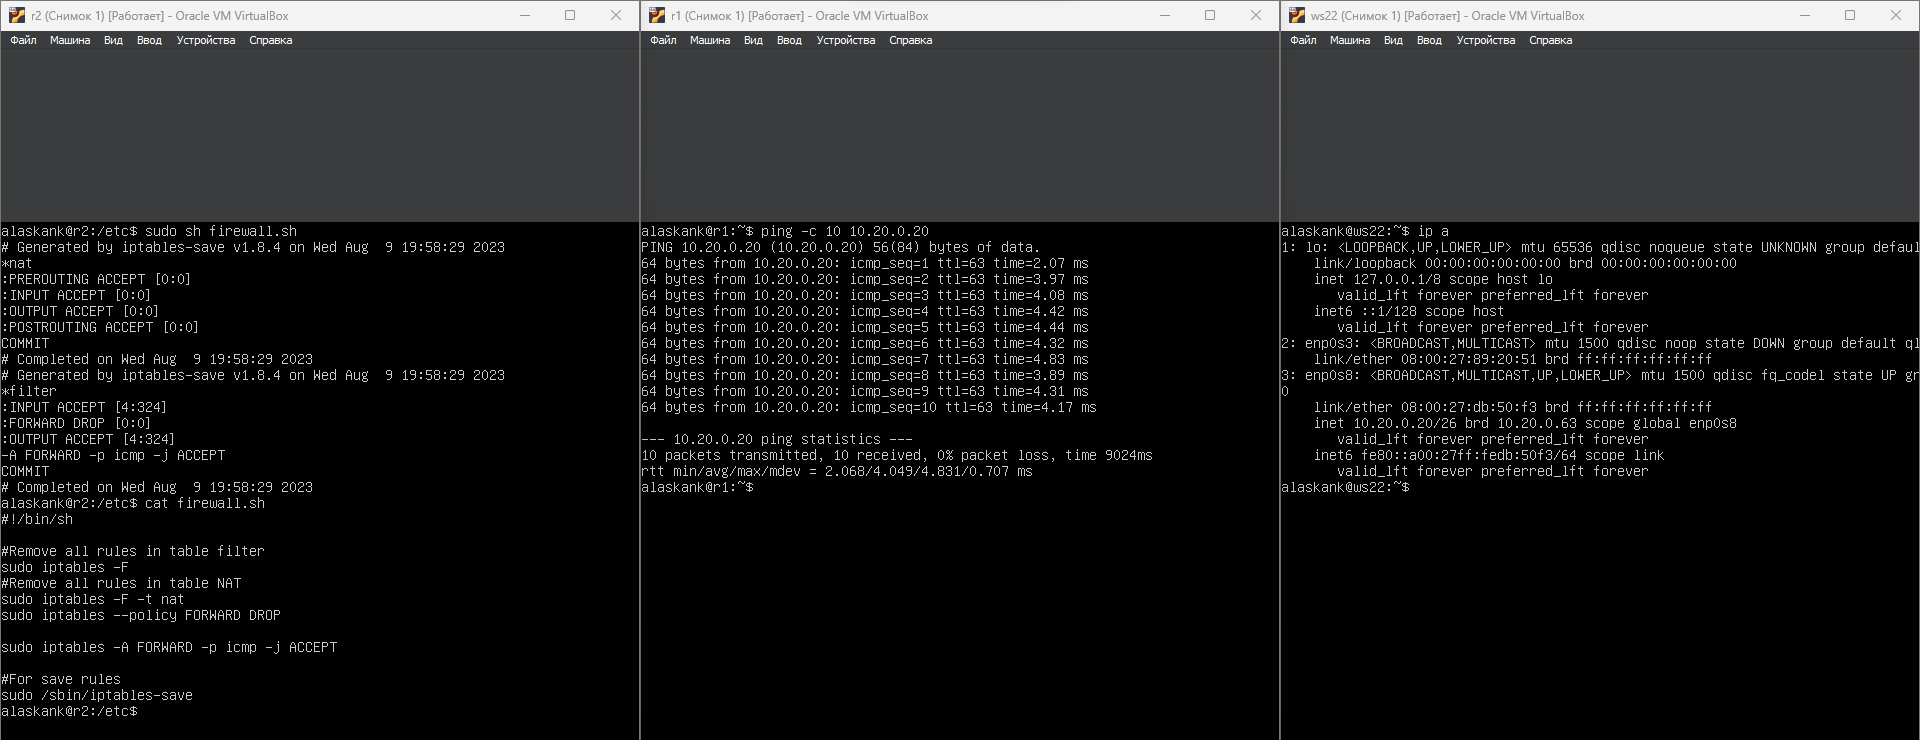 r2 (Снимок 1) [Работает] - Oracle VM VirtualBox
Файл Машина Вид Ввод Устройства Справка
alaskank@r2:/etc$ sudo sh firewall.sh
# Generated by iptables-save v1.8.4 on Wed Aug  9 19:58:29 2023
*nat
:PREROUTING ACCEPT [0:0]
:INPUT ACCEPT [0:0]
:OUTPUT ACCEPT [0:0]
:POSTROUTING ACCEPT [0:0]
COMMIT
# Completed on Wed Aug  9 19:58:29 2023
# Generated by iptables-save v1.8.4 on Wed Aug  9 19:58:29 2023
*filter
:INPUT ACCEPT [4:324]
:FORWARD DROP [0:0]
:OUTPUT ACCEPT [4:324]
-A FORWARD -p icmp -j ACCEPT
COMMIT
# Completed on Wed Aug  9 19:58:29 2023
alaskank@r2:/etc$ cat firewall.sh
#!/bin/sh
#Remove all rules in table filter
sudo iptables -F
#Remove all rules in table NAT
sudo iptables -F -t nat
sudo iptables --policy FORWARD DROP
sudo iptables -A FORWARD -p icmp -j ACCEPT
#For save rules
sudo /sbin/iptables-save
alaskank@r2:/etc$
r1 (Снимок 1) [Работает] - Oracle VM VirtualBox
Файл Машина Вид Ввод Устройства Справка
alaskank@r1:~$ ping -c 10 10.20.0.20
PING 10.20.0.20 (10.20.0.20) 56(84) bytes of data.
64 bytes from 10.20.0.20: icmp_seq=1 ttl=63 time=2.07 ms
64 bytes from 10.20.0.20: icmp_seq=2 ttl=63 time=3.97 ms
64 bytes from 10.20.0.20: icmp_seq=3 ttl=63 time=4.08 ms
64 bytes from 10.20.0.20: icmp_seq=4 ttl=63 time=4.42 ms
64 bytes from 10.20.0.20: icmp_seq=5 ttl=63 time=4.44 ms
64 bytes from 10.20.0.20: icmp_seq=6 ttl=63 time=4.32 ms
64 bytes from 10.20.0.20: icmp_seq=7 ttl=63 time=4.83 ms
64 bytes from 10.20.0.20: icmp_seq=8 ttl=63 time=3.89 ms
64 bytes from 10.20.0.20: icmp_seq=9 ttl=63 time=4.31 ms
64 bytes from 10.20.0.20: icmp_seq=10 ttl=63 time=4.17 ms
--- 10.20.0.20 ping statistics ---
10 packets transmitted, 10 received, 0% packet loss, time 9024ms
rtt min/avg/max/mdev = 2.068/4.049/4.831/0.707 ms
alaskank@r1:~$
ws22 (Снимок 1) [Работает] - Oracle VM VirtualBox
Файл Машина Вид Ввод Устройства Справка
alaskank@ws22:~$ ip a
1: lo: <LOOPBACK,UP,LOWER_UP> mtu 65536 qdisc noqueue state UNKNOWN group defaul
link/loopback 00:00:00:00:00:00 brd 00:00:00:00:00:00
inet 127.0.0.1/8 scope host lo
valid_lft forever preferred_lft forever
inet6 ::1/128 scope host
valid_lft forever preferred_lft forever
2: enp0s3: <BROADCAST,MULTICAST> mtu 1500 qdisc noop state DOWN group default ql
link/ether 08:00:27:89:20:51 brd ff:ff:ff:ff:ff:ff
3: enp0s8: <BROADCAST,MULTICAST,UP,LOWER_UP> mtu 1500 qdisc fq_codel state UP gr
0
link/ether 08:00:27:db:50:f3 brd ff:ff:ff:ff:ff:ff
inet 10.20.0.20/26 brd 10.20.0.63 scope global enp0s8
valid_lft forever preferred_lft forever
inet6 fe80::a00:27ff:fedb:50f3/64 scope link
valid_lft forever preferred_lft forever
alaskank@ws22:~$